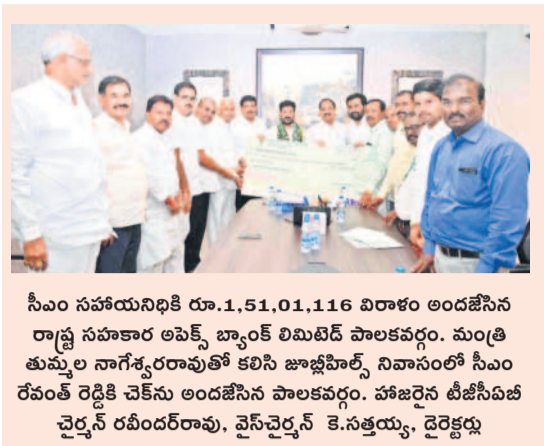 సీఎం సహాయనిధికి రూ.1,51,01,116 విరాళం అందజేసిన
రాష్ట్ర సహకార అపెక్స్ బ్యాంక్ లిమిటెడ్ పాలకవర్గం. మంత్రి
తుమ్మల నాగేశ్వరరావుతో కలిసి జూబ్లీహిల్స్ నివాసంలో సీఎం
రేవంత్ రెడ్డికి చెక్‌ను అందజేసిన పాలకవర్గం. హాజరైన టీజీసీఏబీ
చైర్మన్ రవీందర్‌రావు, వైస్‌చైర్మన్ కె.సత్తయ్య, డైరెక్టర్లు